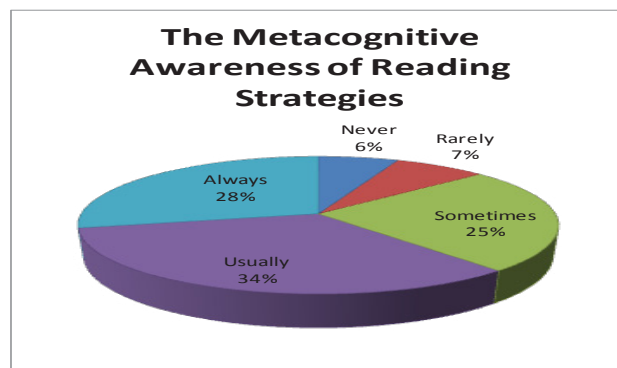 The Metacognitive
Awareness of Reading
Strategies
Never
6%
Rarely
7%
Sometimes
25%
Usually
34%
Always
28%